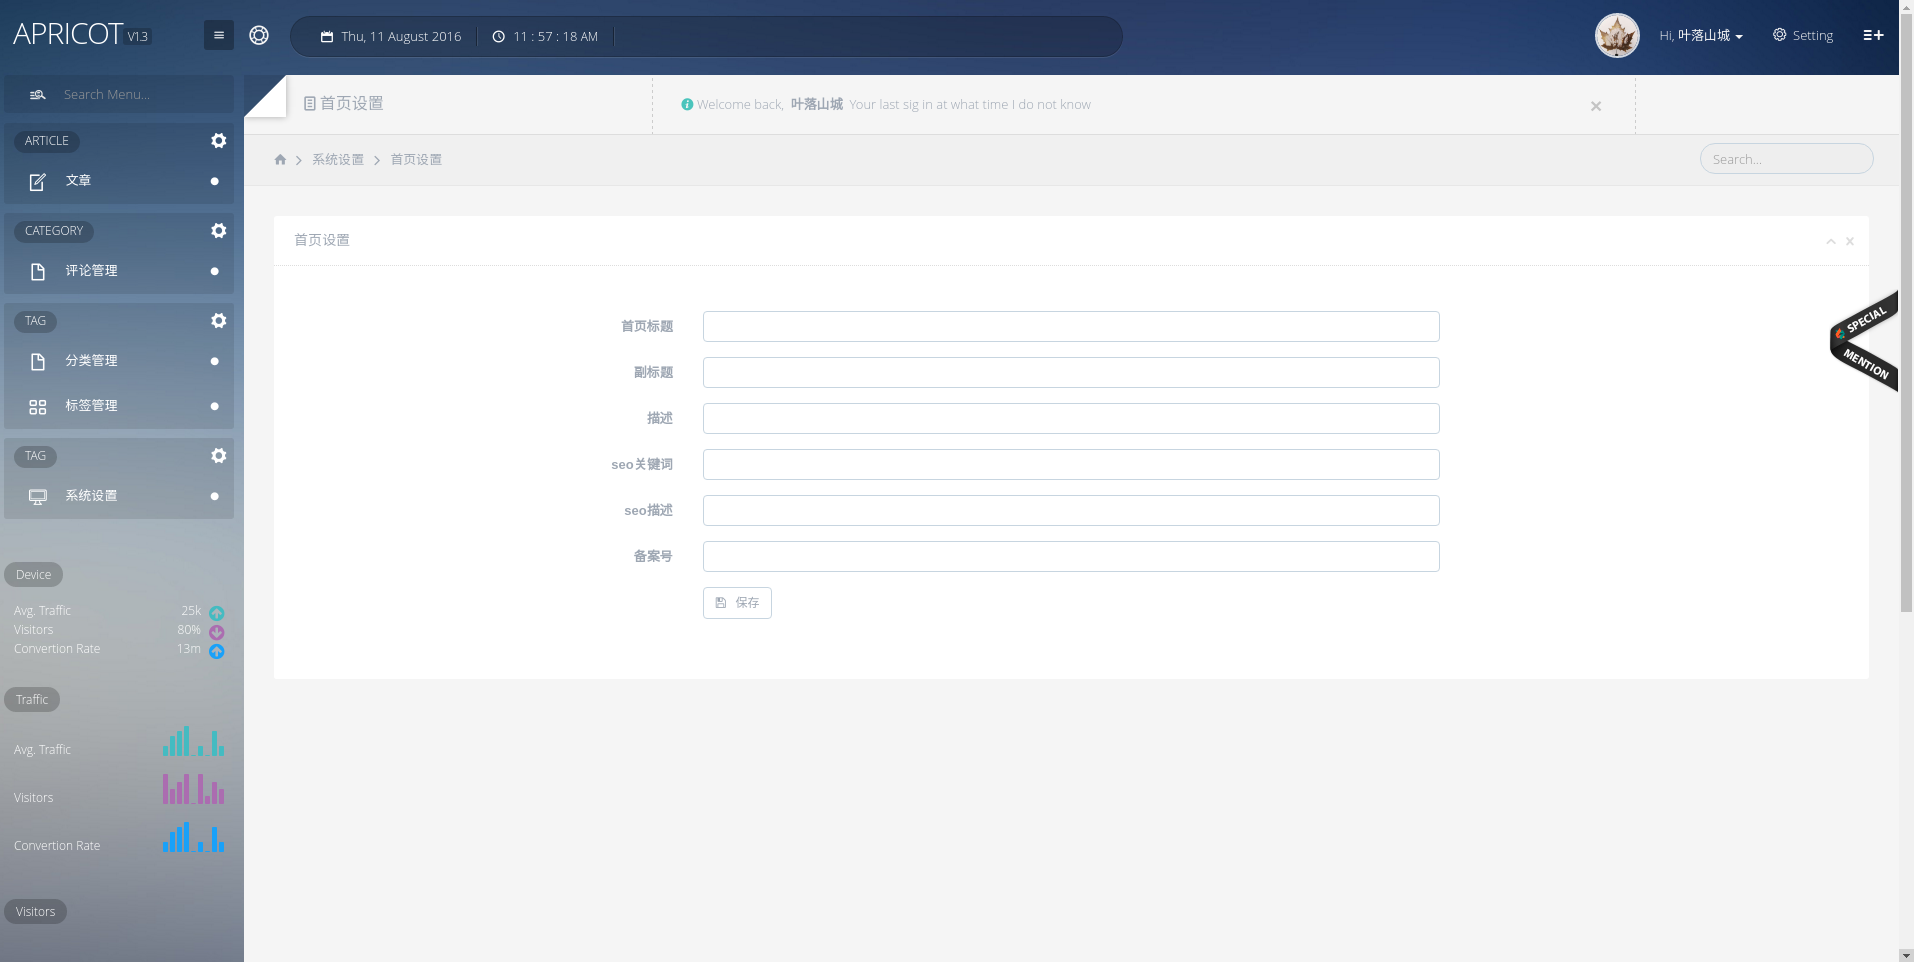 APRICOT V1.3
Thu, 11 August 2016
11 : 57 : 18 AM
Hi, 叶落山城
Setting
Search Menu...
首页设置
Welcome back, 叶落山城 Your last sig in at what time I do not know
系统设置
首页设置
Search...
ARTICLE
文章
CATEGORY
评论管理
TAG
分类管理
标签管理
TAG
系统设置
首页设置
首页标题
副标题
描述
seo关键词
seo描述
备案号
保存
SPECIAL
MENTION
Device
Avg. Traffic 25k
Visitors 80%
Convertion Rate 13m
Traffic
Avg. Traffic
Visitors
Convertion Rate
Visitors